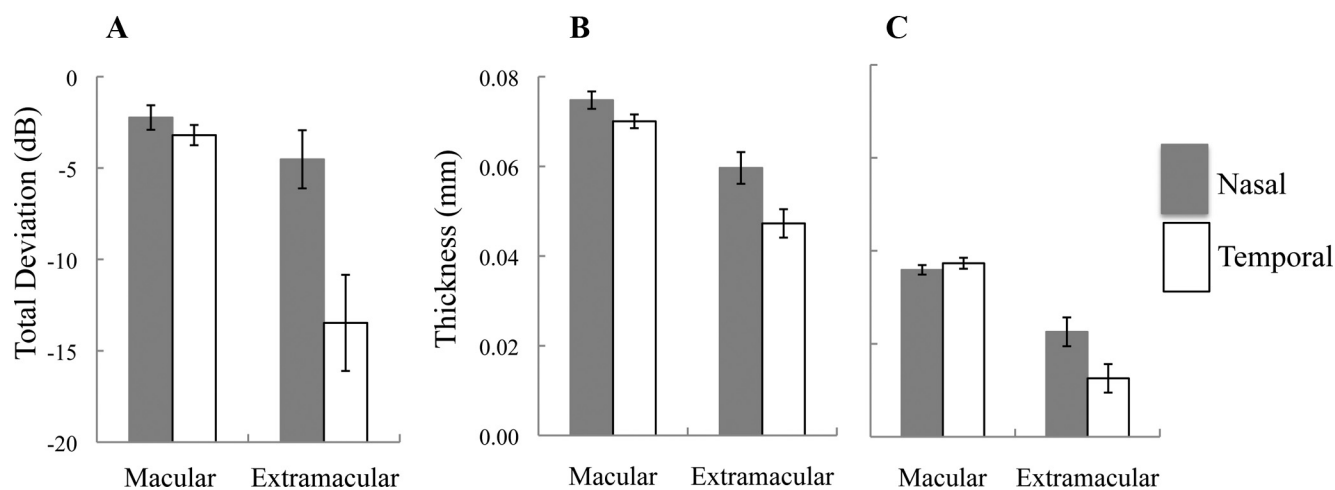 A
Total Deviation (dB)
0
-5
-10
-15
-20
Macular Extramacular
B
Thickness (mm)
0.08
0.06
0.04
0.02
0.00
Macular Extramacular
C
Macular Extramacular
Nasal
Temporal